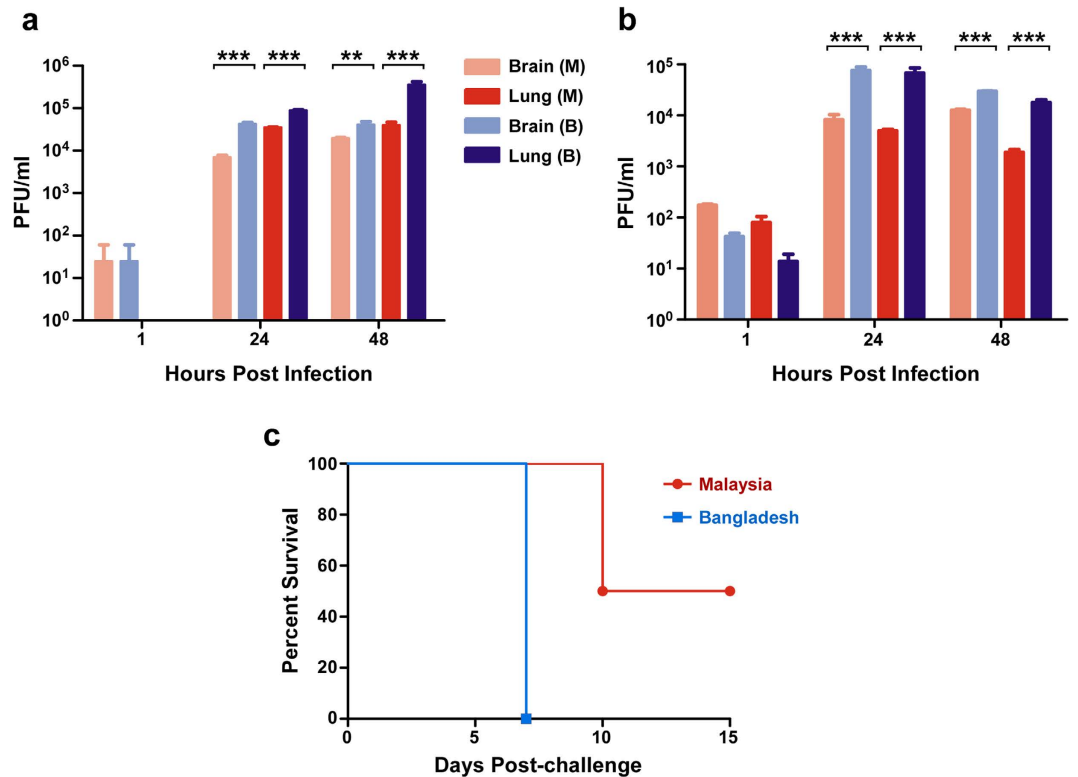 a
*** *** ** ***
10^6
10^5
10^4
10^3
10^2
10^1
10^0
PFU/ml
1 24 48
Hours Post Infection
Brain (M)
Lung (M)
Brain (B)
Lung (B)
b
*** *** *** ***
10^5
10^4
10^3
10^2
10^1
10^0
PFU/ml
1 24 48
Hours Post Infection
c
100
80
60
40
20
0
Percent Survival
0 5 10 15
Days Post-challenge
Malaysia
Bangladesh